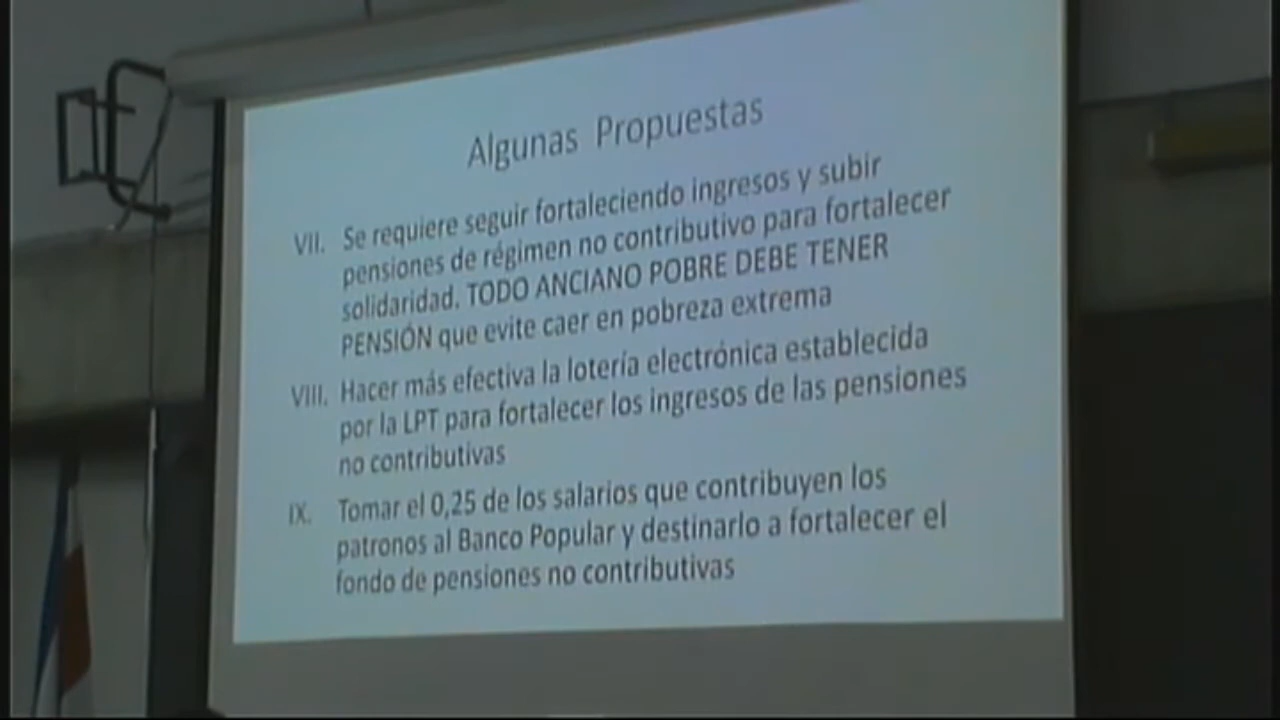 Algunas Propuestas
VII. Se requiere seguir fortaleciendo ingresos y subir
pensiones de régimen no contributivo para fortalecer
solidaridad. TODO ANCIANO POBRE DEBE TENER
PENSIÓN que evite caer en pobreza extrema
VIII. Hacer más efectiva la lotería electrónica establecida
por la LPT para fortalecer los ingresos de las pensiones
no contributivas
IX. Tomar el 0,25 de los salarios que contribuyen los
patronos al Banco Popular y destinarlo a fortalecer el
fondo de pensiones no contributivas